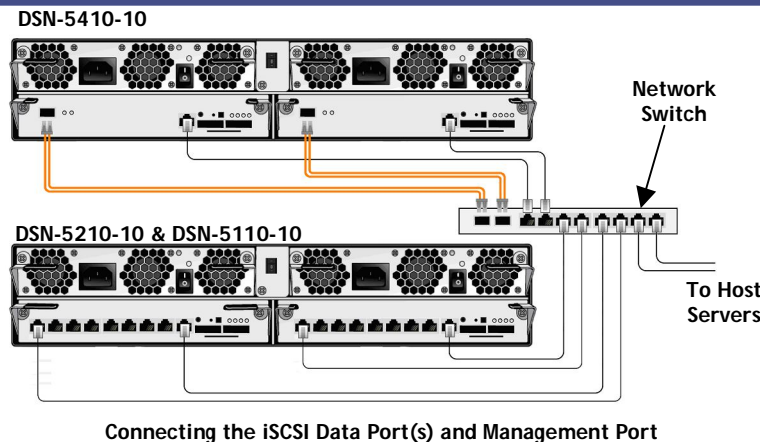 DSN-5410-10
Network
Switch
DSN-5210-10 & DSN-5110-10
To Host
Servers
Connecting the iSCSI Data Port(s) and Management Port